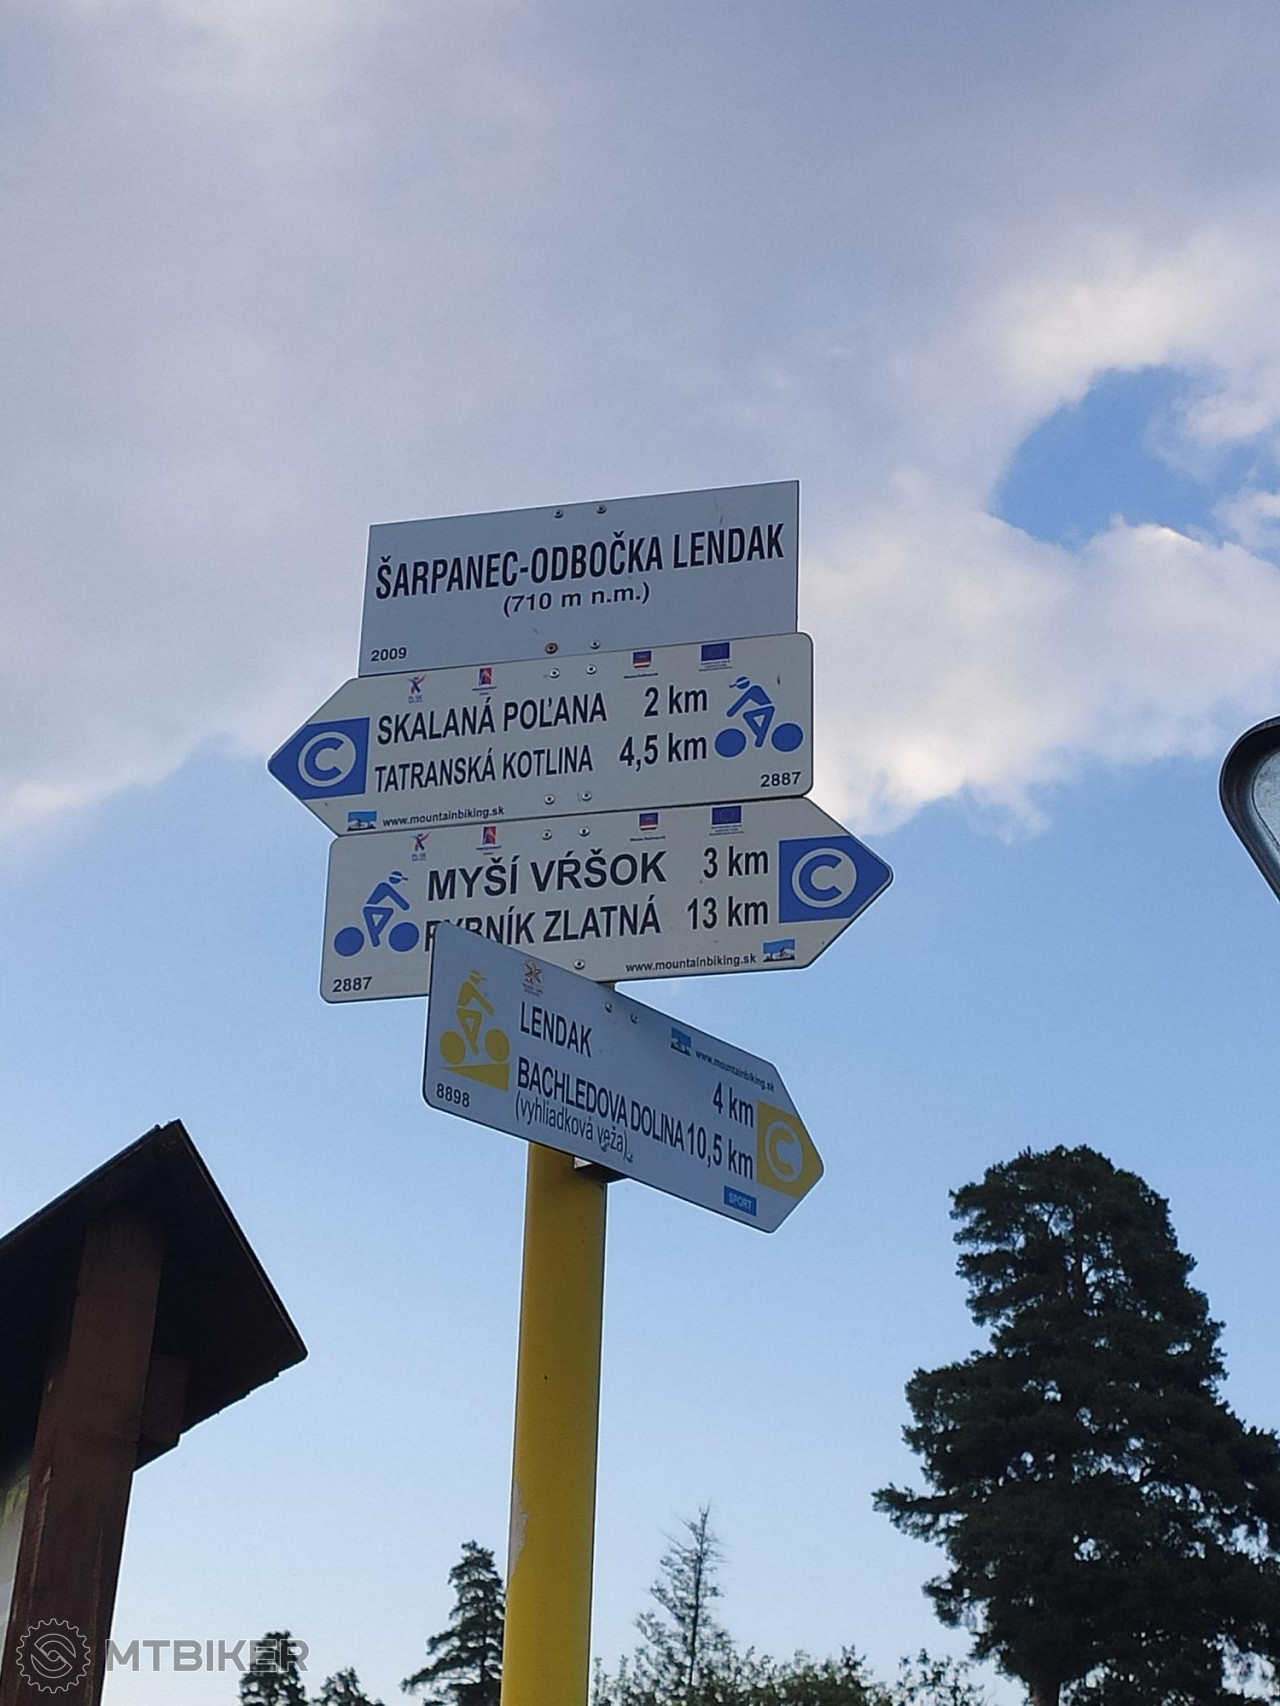 ŠARPANEC-ODBOČKA LENDAK
(710 m n.m.)
2009
SKALANÁ POĽANA 2 km
TATRANSKÁ KOTLINA 4,5 km
C
2887
www.mountainbiking.sk
MYŠÍ VŔŠOK 3 km
ZLATNÁ 13 km
C
2887
www.mountainbiking.sk
www.mountainbiking.sk
LENDAK 4 km
BACHLEDOVA DOLINA 10,5 km
(vyhliadková veža)
C
8898
SPORT
MTBIKER